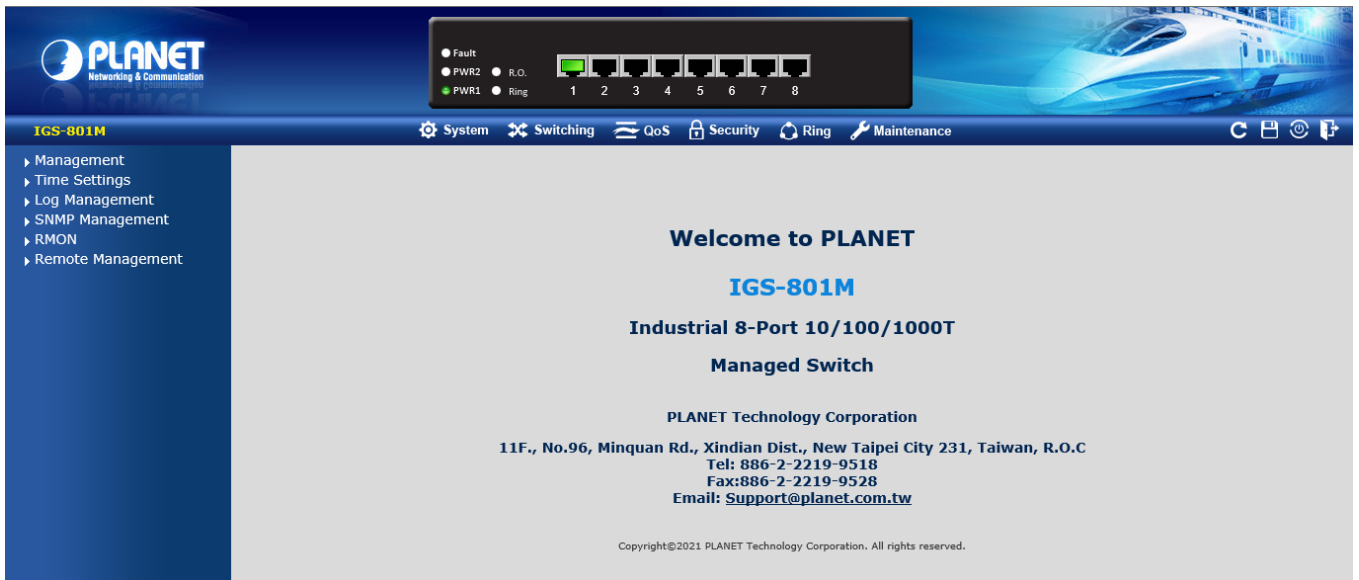 PLANET
Networking & Communication
Fault
PWR2 R.O.
PWR1 Ring 1 2 3 4 5 6 7 8
IGS-801M System Switching QoS Security Ring Maintenance
Management
Time Settings
Log Management
SNMP Management
RMON
Remote Management
Welcome to PLANET
IGS-801M
Industrial 8-Port 10/100/1000T
Managed Switch
PLANET Technology Corporation
11F., No.96, Minquan Rd., Xindian Dist., New Taipei City 231, Taiwan, R.O.C
Tel: 886-2-2219-9518
Fax:886-2-2219-9528
Email: Support@planet.com.tw
Copyright©2021 PLANET Technology Corporation. All rights reserved.